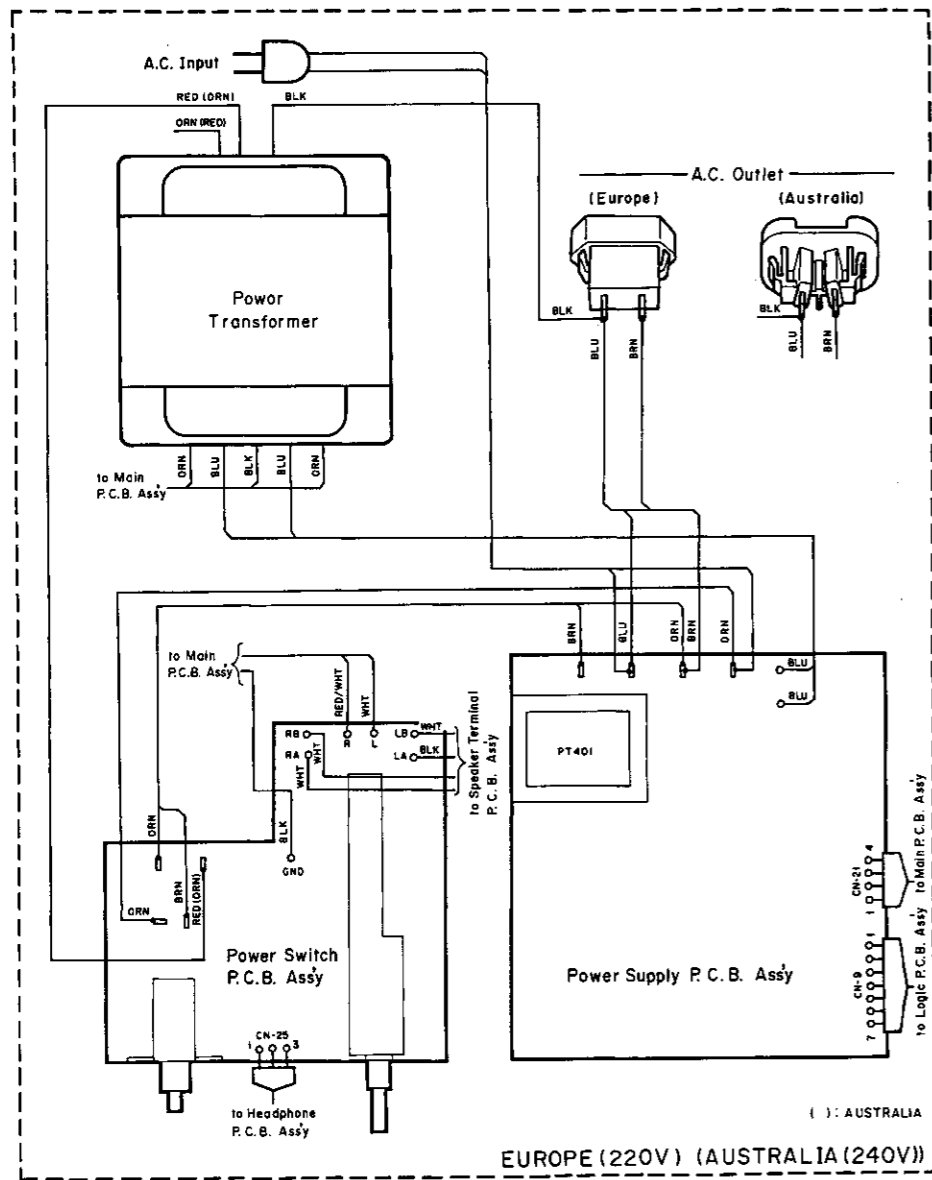 A.C. Input
RED (ORN)
BLK
ORN (RED)
A.C. Outlet
(Europe)
(Australia)
Power
Transformer
BLK
BLU
BRN
BLK
BLU
BRN
ORN
BLU
BLK
BLU
ORN
to Main
P.C.B. Ass'y
BRN
BLU
ORN
BRN
ORN
BLU
BLU
to Main
P.C.B. Ass'y
RED/WHT
WHT
RB
R
L
LB
WHT
RA
WHT
WHT
LA
BLK
to Speaker Terminal
P.C.B. Ass'y
PT401
ORN
BLK
GND
BRN
RED (ORN)
ORN
4
CN-21
1
to Main P.C.B. Ass'y
1
CN-9
7
to Logic P.C.B. Ass'y
Power Switch
P.C.B. Ass'y
Power Supply P.C.B. Ass'y
CN-25
1
3
to Headphone
P.C.B. Ass'y
( ): AUSTRALIA
EUROPE (220V) (AUSTRALIA (240V))